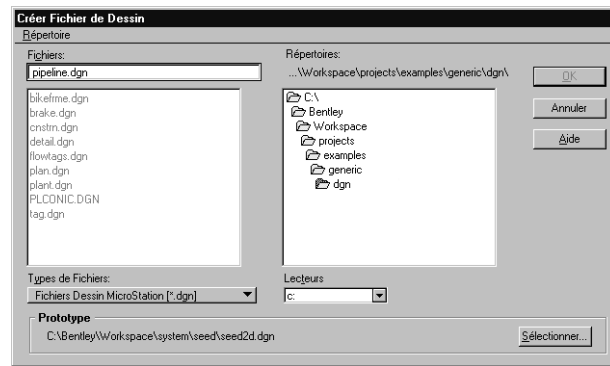 Créer Fichier de Dessin
Répertoire
Fichiers:
pipeline.dgn
bikefrme.dgn
brake.dgn
cnstrn.dgn
detail.dgn
flowtags.dgn
plan.dgn
plant.dgn
PLCONIC.DGN
tag.dgn
Types de Fichiers:
Fichiers Dessin MicroStation [*.dgn]
Répertoires:
...\Workspace\projects\examples\generic\dgn\
C:\
Bentley
Workspace
projects
examples
generic
dgn
Lecteurs
c:
OK
Annuler
Aide
Prototype
C:\Bentley\Workspace\system\seed\seed2d.dgn
Sélectionner...